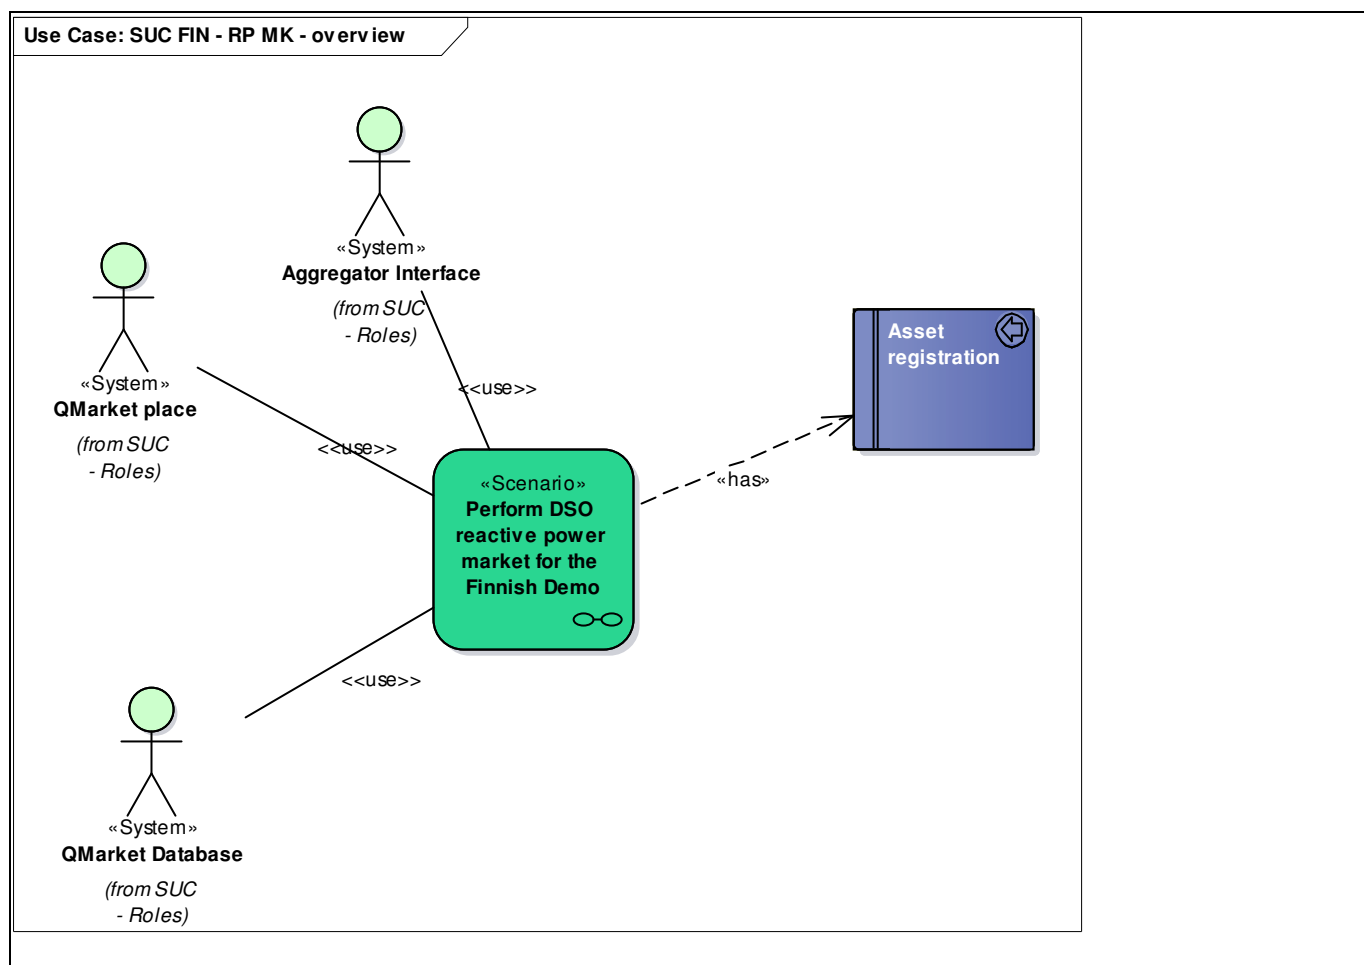 Use Case: SUC FIN - RP MK - overview
«System»
Aggregator Interface
(from SUC
- Roles)
«System»
QMarket place
(from SUC
- Roles)
<<use>>
<<use>>
Asset
registration
«Scenario»
Perform DSO
reactive power
market for the
Finnish Demo
«has»
<<use>>
«System»
QMarket Database
(from SUC
- Roles)